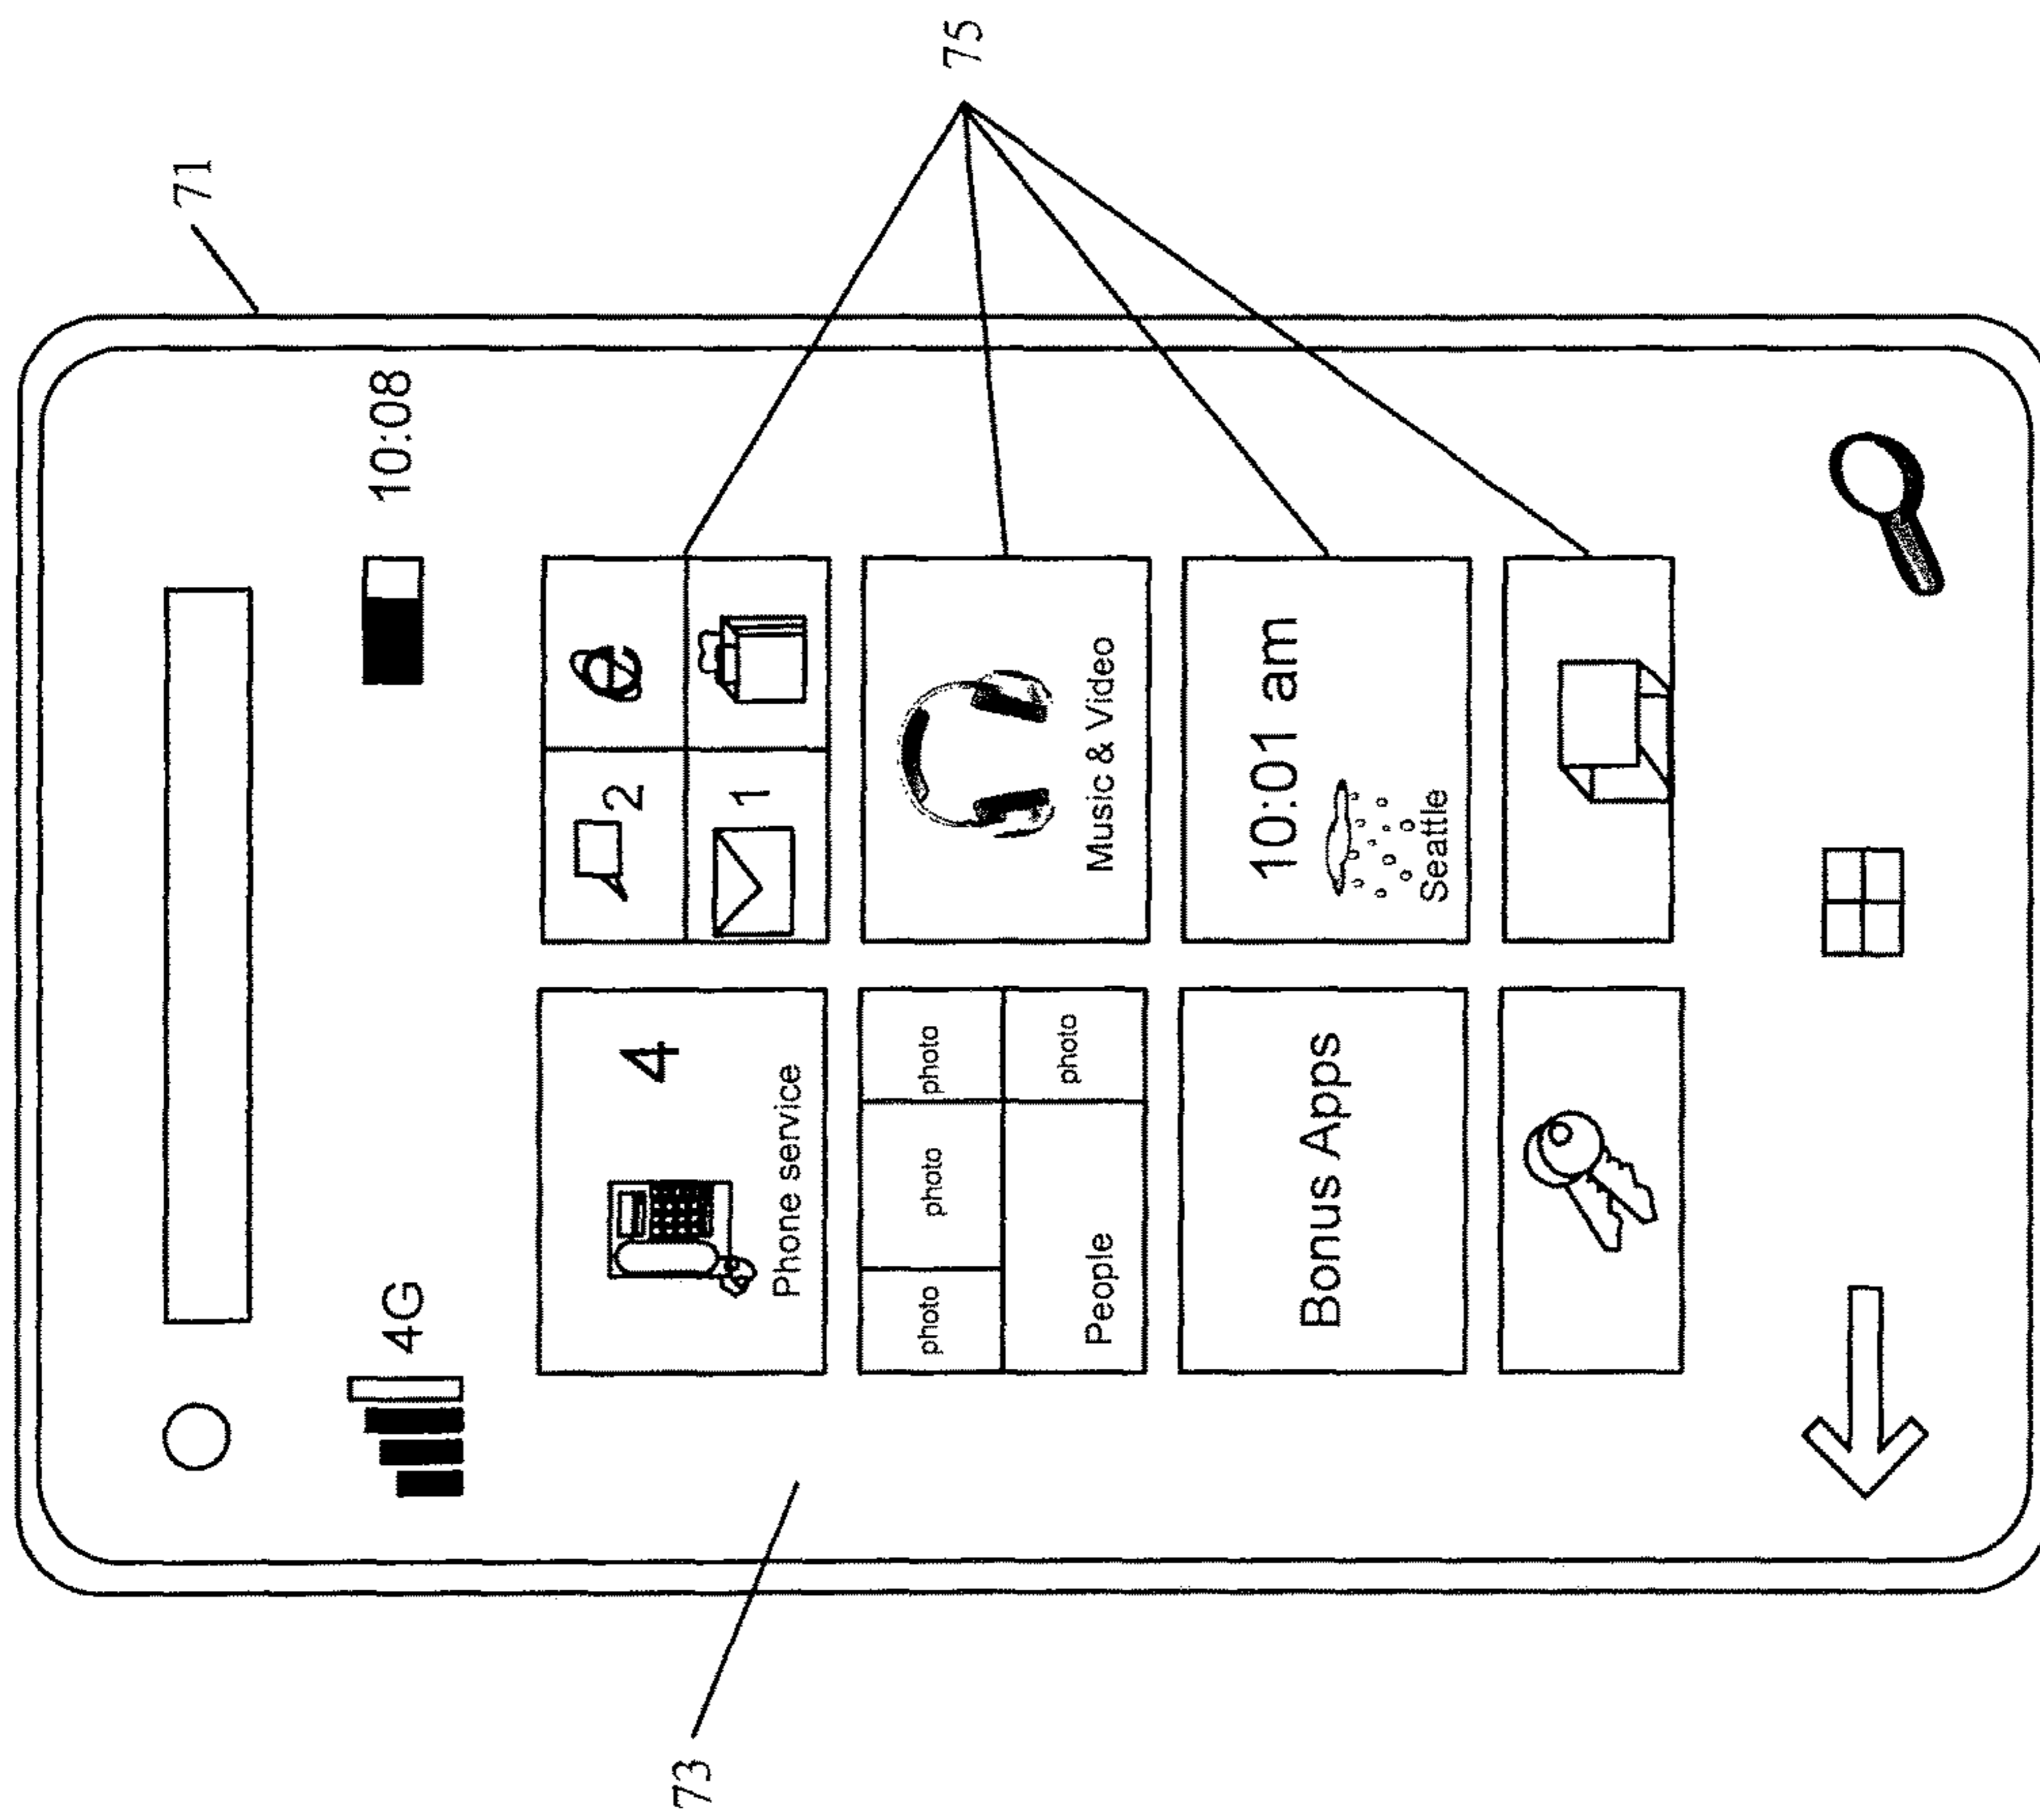 71
4G 10:08
4
Phone service
2
1
75
photo photo photo
People photo
Music & Video
Bonus Apps
10:01 am
Seattle
73